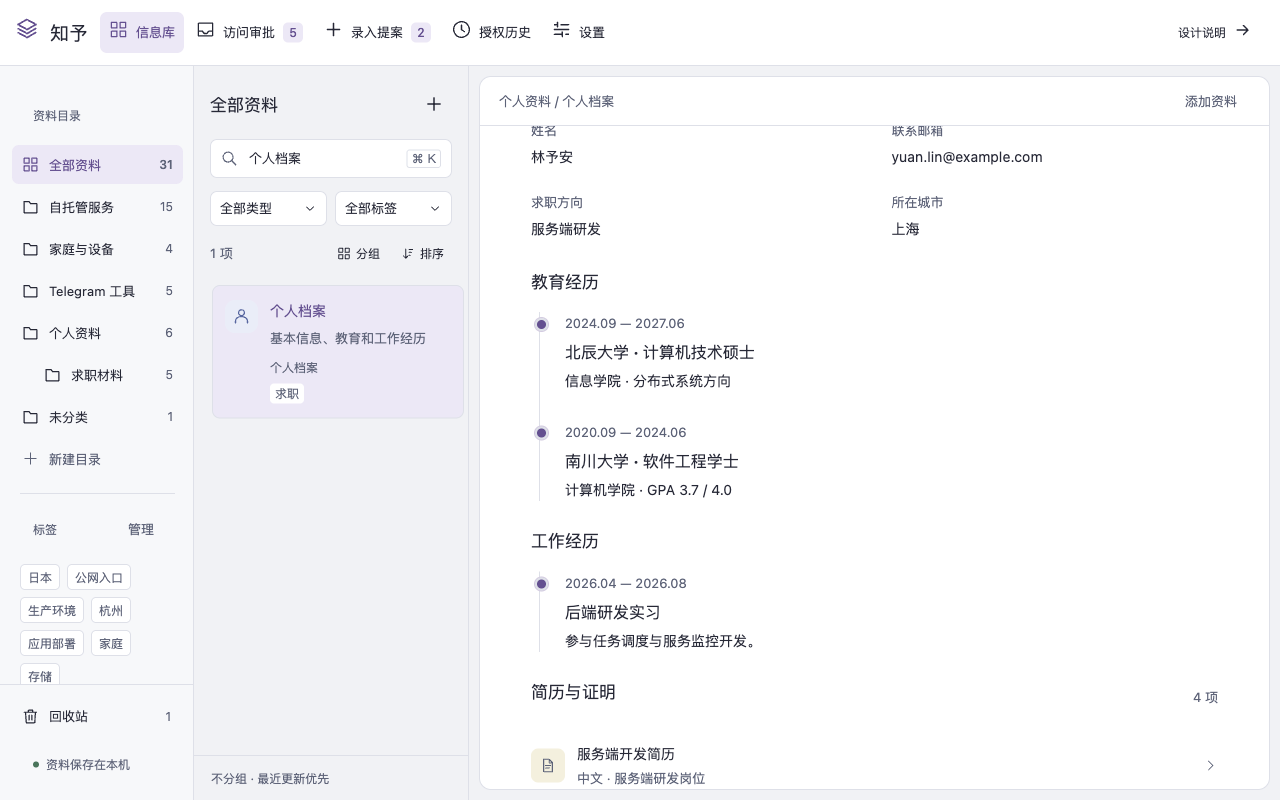 知予
信息库
访问审批 5
录入提案 2
授权历史
设置
设计说明
资料目录
全部资料 31
自托管服务 15
家庭与设备 4
Telegram 工具 5
个人资料 6
求职材料 5
未分类 1
新建目录
标签 管理
日本 公网入口
生产环境 杭州
应用部署 家庭
存储
回收站 1
资料保存在本机
全部资料
个人档案 ⌘ K
全部类型 全部标签
1 项 分组 排序
个人档案
基本信息、教育和工作经历
个人档案
求职
不分组 · 最近更新优先
个人资料 / 个人档案 添加资料
姓名 联系邮箱
林予安 yuan.lin@example.com
求职方向 所在城市
服务端研发 上海
教育经历
2024.09 — 2027.06
北辰大学 · 计算机技术硕士
信息学院 · 分布式系统方向
2020.09 — 2024.06
南川大学 · 软件工程学士
计算机学院 · GPA 3.7 / 4.0
工作经历
2026.04 — 2026.08
后端研发实习
参与任务调度与服务监控开发。
简历与证明 4 项
服务端开发简历
中文 · 服务端研发岗位